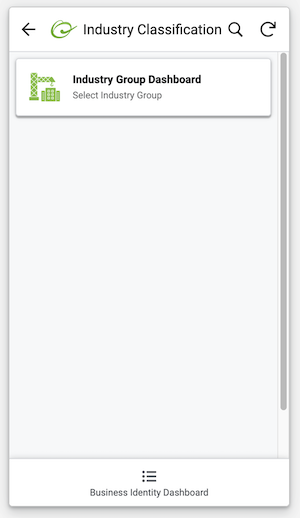 Industry Classification
Industry Group Dashboard
Select Industry Group
Business Identity Dashboard